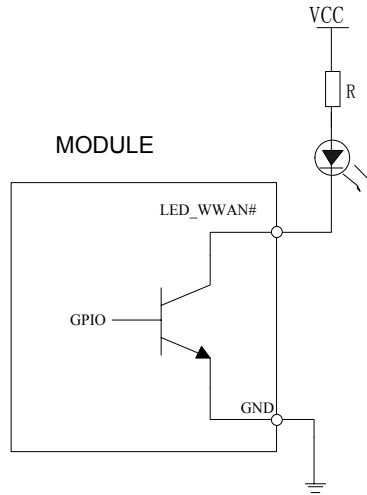 VCC
R
MODULE
LED_WWAN#
GPIO
GND